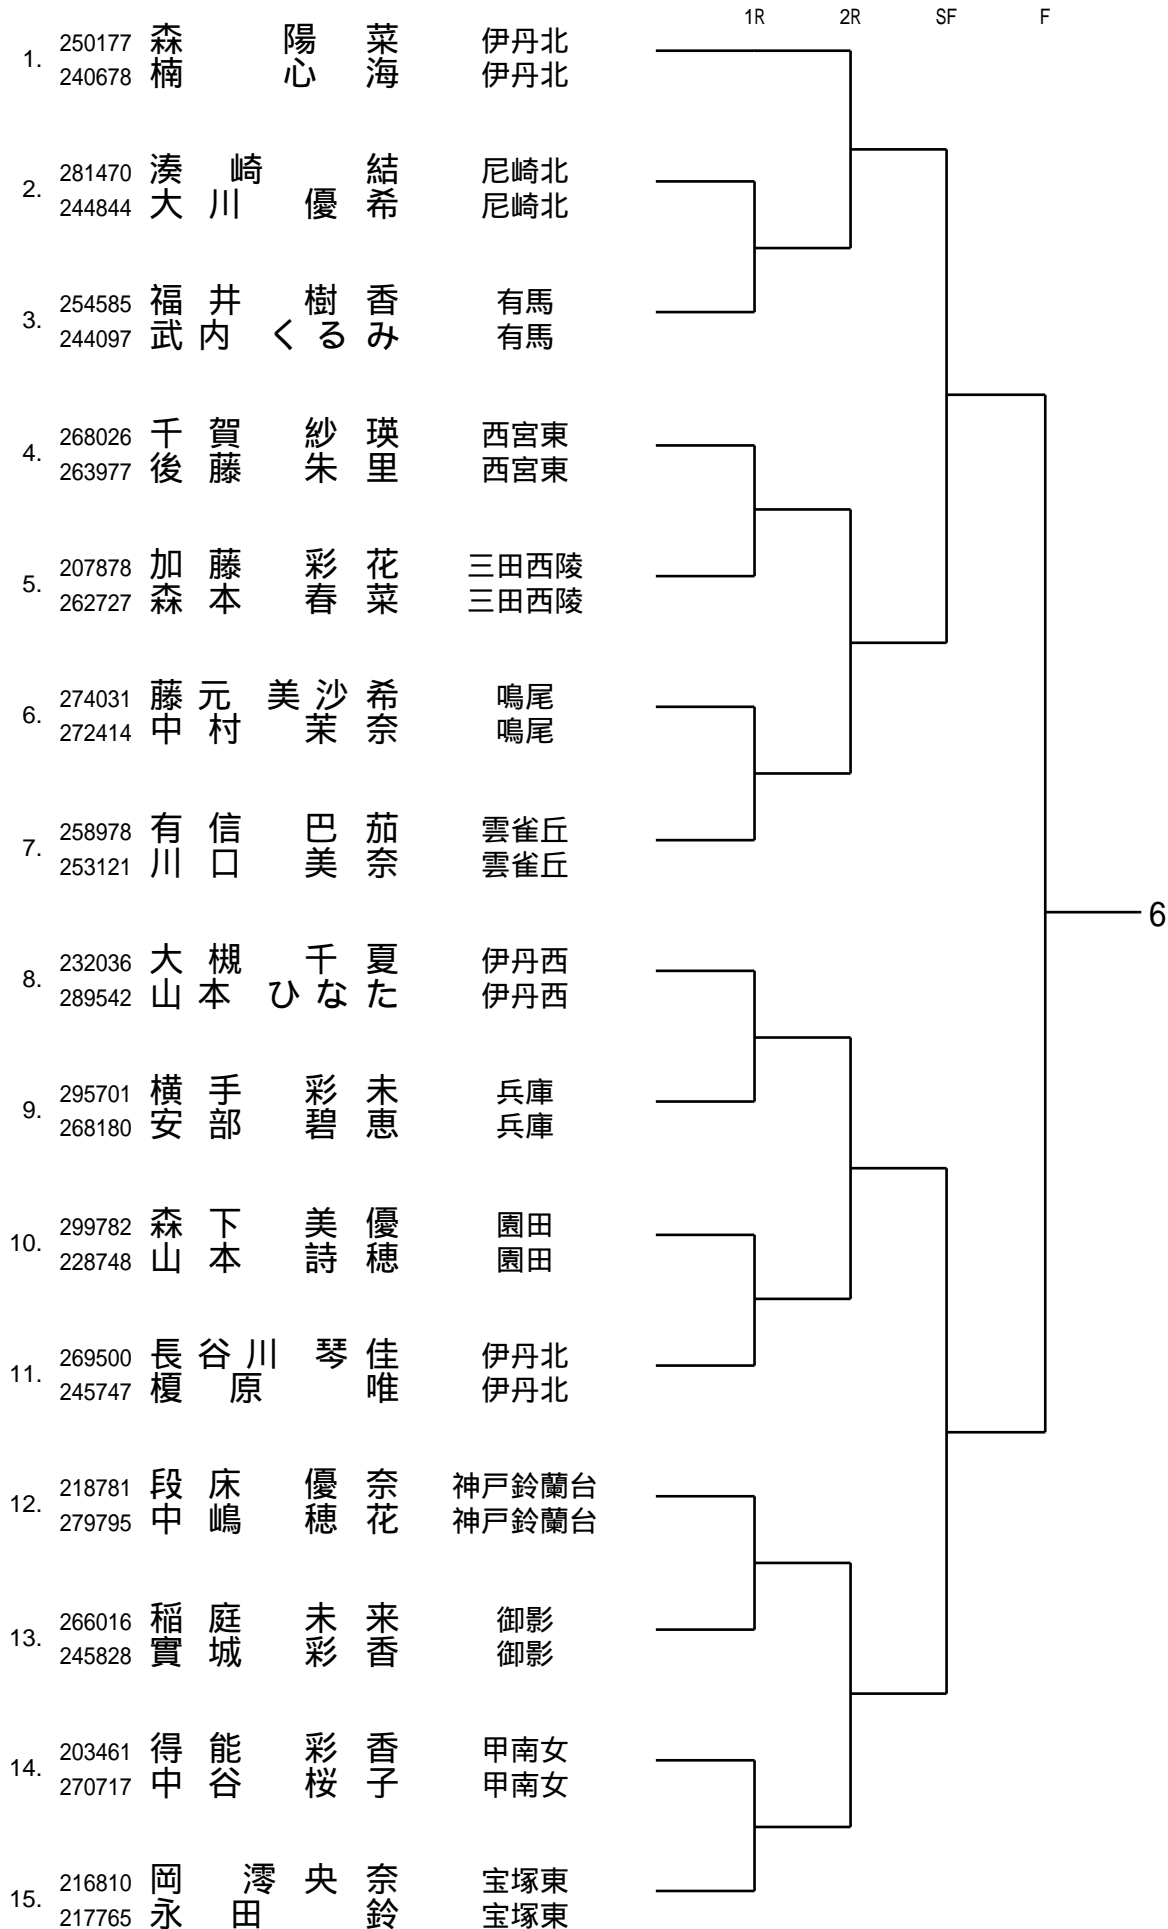 1R 2R SF F
1. 250177 森 陽菜 伊丹北
240678 楠 心海 伊丹北
2. 281470 湊崎 結 尼崎北
244844 大川 優希 尼崎北
3. 254585 福井 樹香 有馬
244097 武内 くるみ 有馬
4. 268026 千賀 紗瑛 西宮東
263977 後藤 朱里 西宮東
5. 207878 加藤 彩花 三田西陵
262727 森本 春菜 三田西陵
6. 274031 藤元 美沙希 鳴尾
272414 中村 茉奈 鳴尾
7. 258978 有信 巴茄 雲雀丘
253121 川口 美奈 雲雀丘
6
8. 232036 大槻 千夏 伊丹西
289542 山本 ひなた 伊丹西
9. 295701 横手 彩未 兵庫
268180 安部 碧恵 兵庫
10. 299782 森下 美優 園田
228748 山本 詩穂 園田
11. 269500 長谷川 琴佳 伊丹北
245747 榎原 唯 伊丹北
12. 218781 段床 優奈 神戸鈴蘭台
279795 中嶋 穂花 神戸鈴蘭台
13. 266016 稲庭 未来 御影
245828 實城 彩香 御影
14. 203461 得能 彩香 甲南女
270717 中谷 桜子 甲南女
15. 216810 岡 澪央奈 宝塚東
217765 永田 鈴 宝塚東